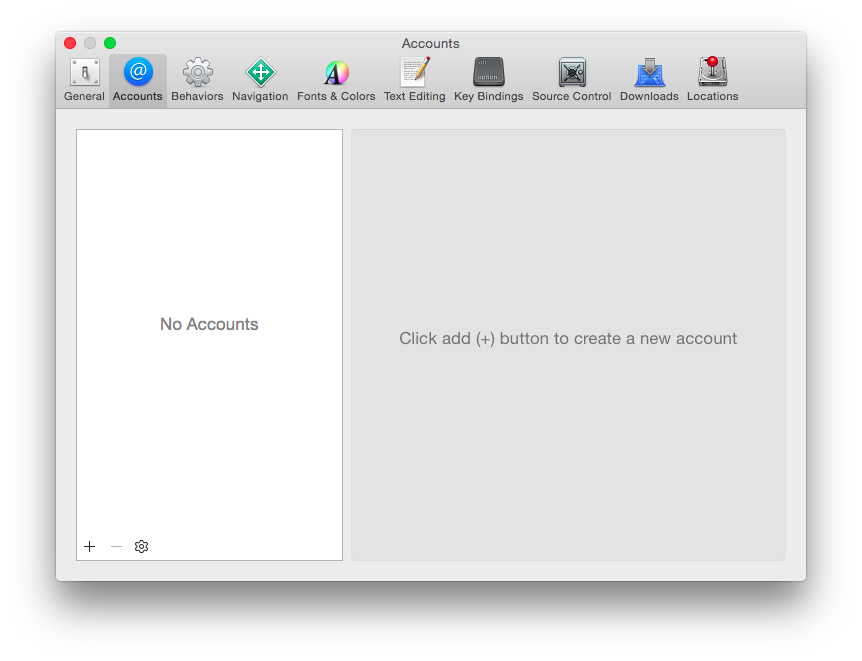 Accounts
General Accounts Behaviors Navigation Fonts & Colors Text Editing Key Bindings Source Control Downloads Locations
No Accounts
Click add (+) button to create a new account